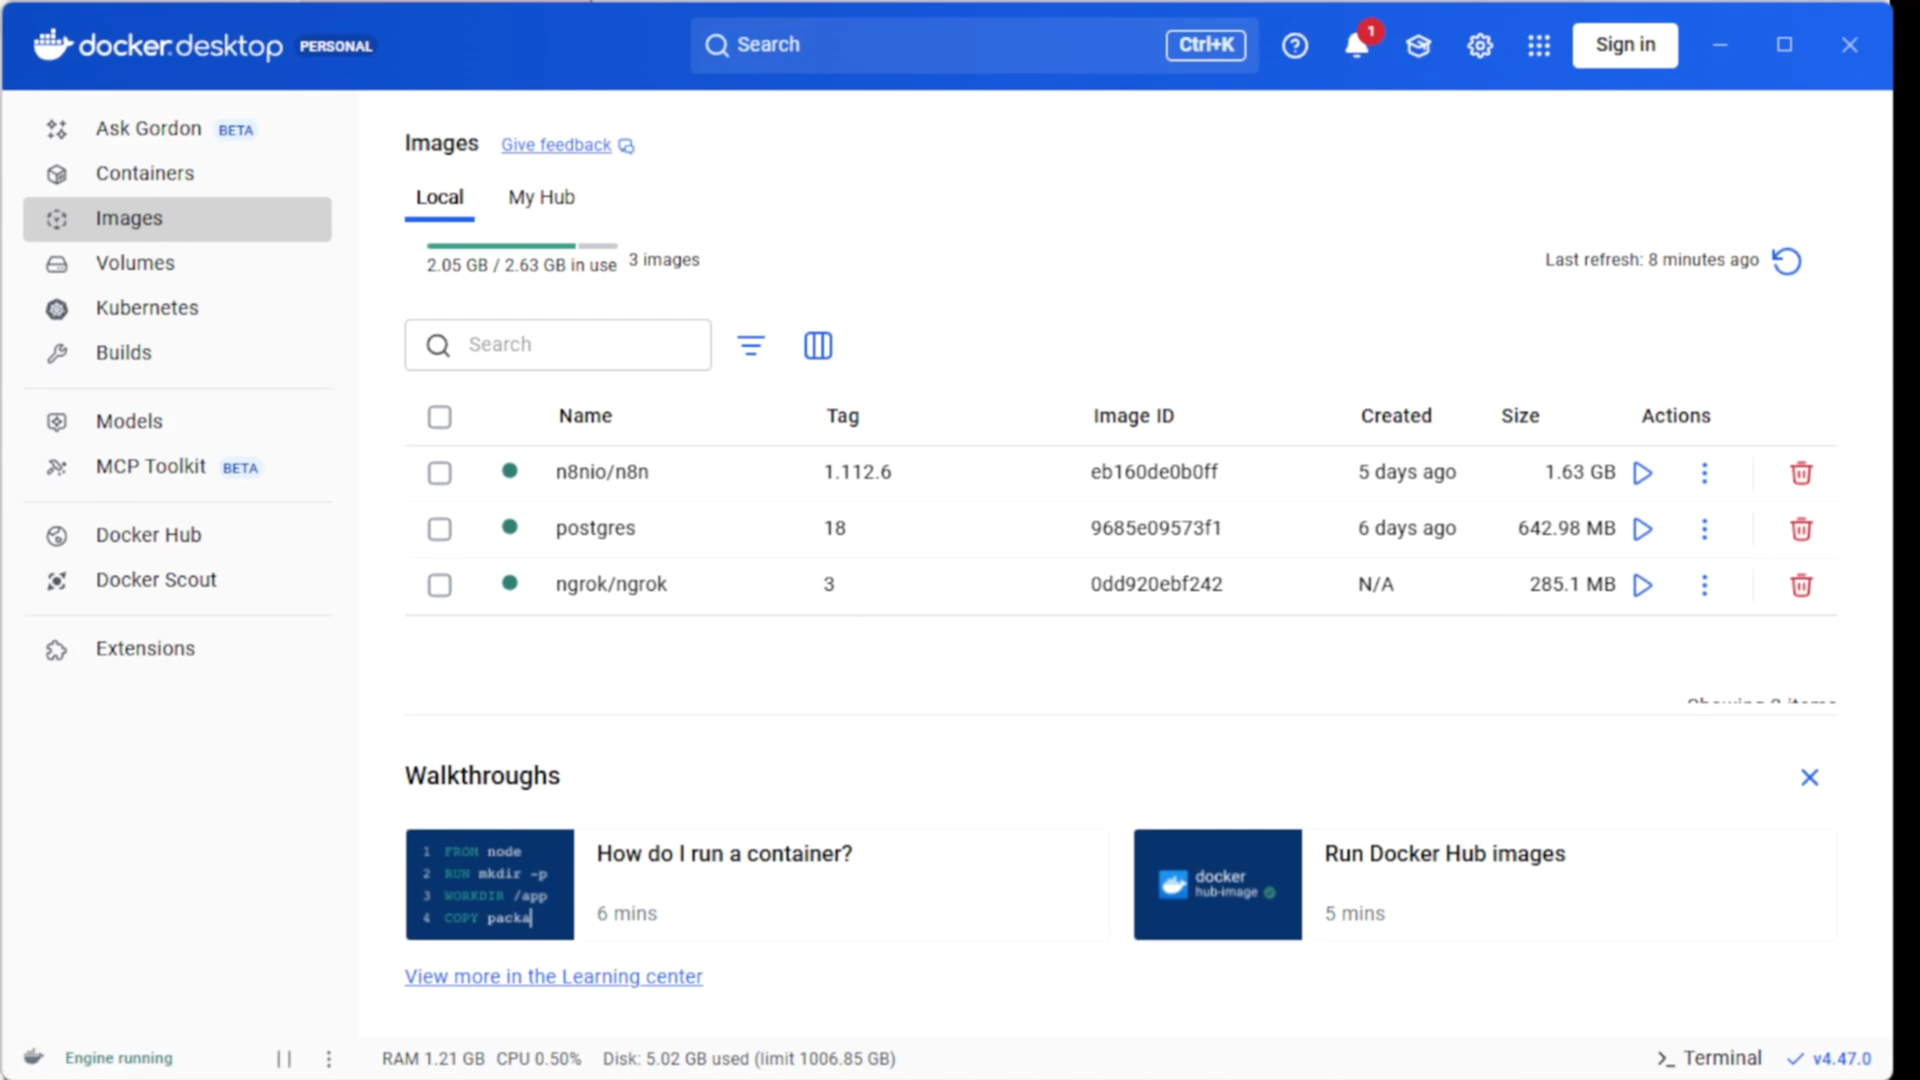 docker.desktop PERSONAL
Search
Ctrl+K
1
Sign in
Ask Gordon BETA
Containers
Images
Volumes
Kubernetes
Builds
Models
MCP Toolkit BETA
Docker Hub
Docker Scout
Extensions
Images Give feedback
Local My Hub
2.05 GB / 2.63 GB in use 3 images
Last refresh: 8 minutes ago
Search
Name Tag Image ID Created Size Actions
n8nio/n8n 1.112.6 eb160de0b0ff 5 days ago 1.63 GB
postgres 18 9685e09573f1 6 days ago 642.98 MB
ngrok/ngrok 3 0dd920ebf242 N/A 285.1 MB
Walkthroughs
1 FROM node
2 RUN mkdir -p
3 WORKDIR /app
4 COPY packa
How do I run a container?
6 mins
docker
hub-image
Run Docker Hub images
5 mins
View more in the Learning center
Engine running
RAM 1.21 GB CPU 0.50% Disk: 5.02 GB used (limit 1006.85 GB)
>_ Terminal
v4.47.0